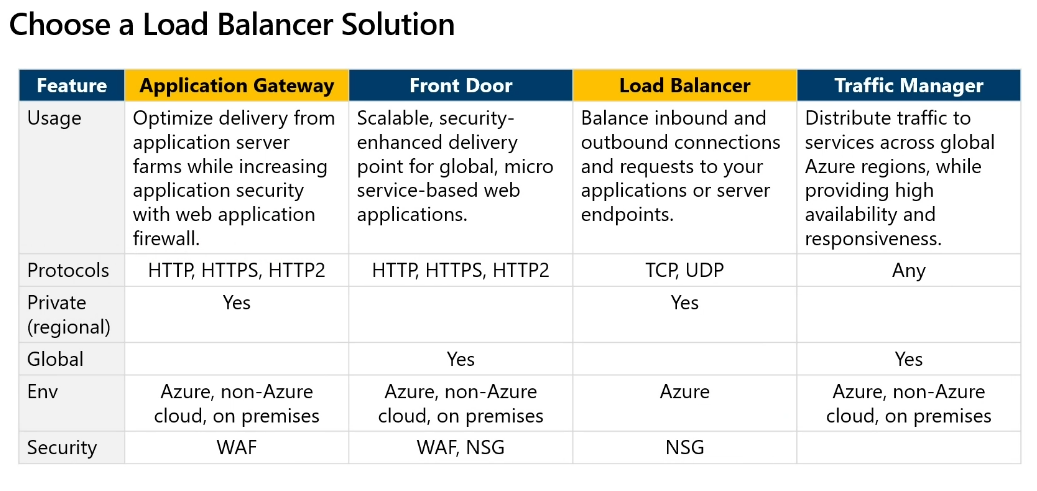 Choose a Load Balancer Solution
Feature
Application Gateway
Front Door
Load Balancer
Traffic Manager
Usage
Optimize delivery from
application server
farms while increasing
application security
with web application
firewall.
Scalable, security-
enhanced delivery
point for global, micro
service-based web
applications.
Balance inbound and
outbound connections
and requests to your
applications or server
endpoints.
Distribute traffic to
services across global
Azure regions, while
providing high
availability and
responsiveness.
Protocols
HTTP, HTTPS, HTTP2
HTTP, HTTPS, HTTP2
TCP, UDP
Any
Private
(regional)
Yes
Yes
Global
Yes
Yes
Env
Azure, non-Azure
cloud, on premises
Azure, non-Azure
cloud, on premises
Azure
Azure, non-Azure
cloud, on premises
Security
WAF
WAF, NSG
NSG